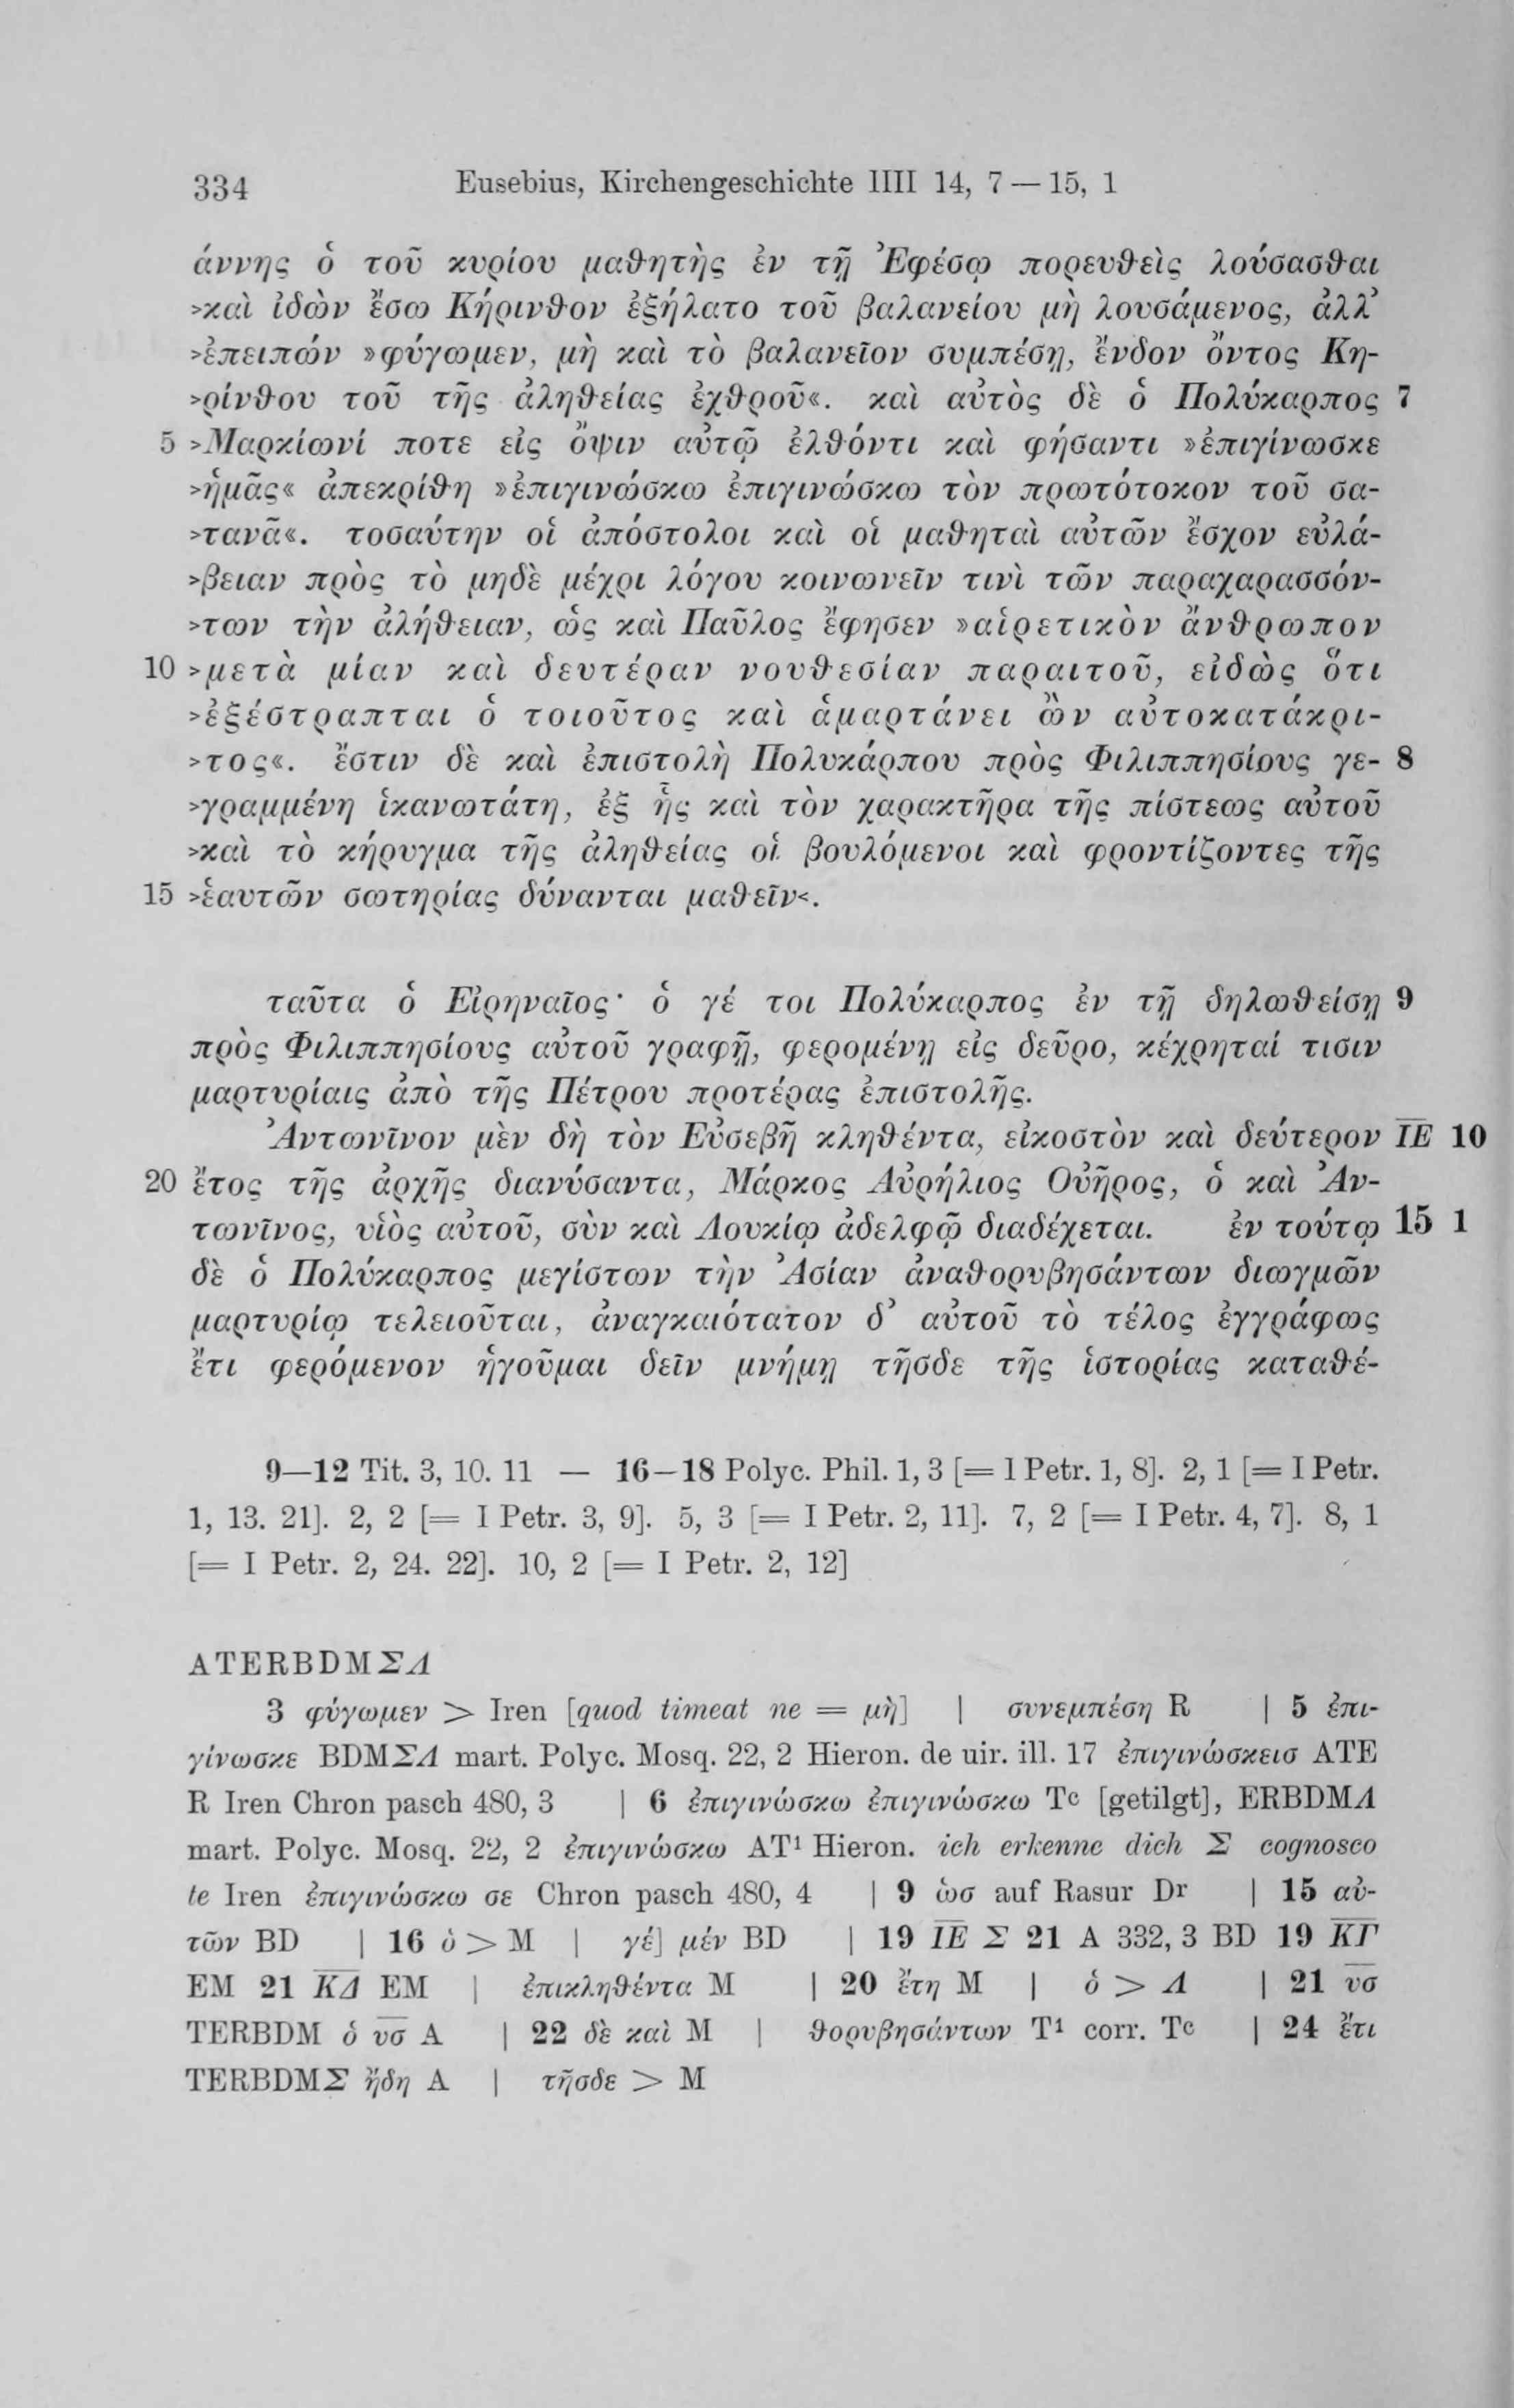 334 Eusebius, Kirchengeschichte IIII 14, 7 — 15, 1
άννης ὁ τοῦ κυρίου μαθητὴς ἐν τῇ Ἐφέσῳ πορευθεὶς λούσασθαι
>καὶ ἰδὼν ἔσω Κήρινθον ἐξήλατο τοῦ βαλανείου μὴ λουσάμενος, ἀλλ’
>ἐπειπών »φύγωμεν, μὴ καὶ τὸ βαλανεῖον συμπέσῃ, ἔνδον ὄντος Κη-
>ρίνθου τοῦ τῆς ἀληθείας ἐχθροῦ«. καὶ αὐτὸς δὲ ὁ Πολύκαρπος 7
5 >Μαρκίωνί ποτε εἰς ὄψιν αὐτῷ ἐλθόντι καὶ φήσαντι »ἐπιγίνωσκε
>ἡμᾶς« ἀπεκρίθη »ἐπιγινώσκω ἐπιγινώσκω τὸν πρωτότοκον τοῦ σα-
>τανᾶ«. τοσαύτην οἱ ἀπόστολοι καὶ οἱ μαθηταὶ αὐτῶν ἔσχον εὐλά-
>βειαν πρὸς τὸ μηδὲ μέχρι λόγου κοινωνεῖν τινὶ τῶν παραχαρασσόν-
>των τὴν ἀλήθειαν, ὡς καὶ Παῦλος ἔφησεν »αἱρετικὸν ἄνθρωπον
10 >μετὰ μίαν καὶ δευτέραν νουθεσίαν παραιτοῦ, εἰδὼς ὅτι
>ἐξέστραπται ὁ τοιοῦτος καὶ ἁμαρτάνει ὢν αὐτοκατάκρι-
>τος«. ἔστιν δὲ καὶ ἐπιστολὴ Πολυκάρπου πρὸς Φιλιππησίους γε- 8
>γραμμένη ἱκανωτάτη, ἐξ ἧς καὶ τὸν χαρακτῆρα τῆς πίστεως αὐτοῦ
>καὶ τὸ κήρυγμα τῆς ἀληθείας οἱ βουλόμενοι καὶ φροντίζοντες τῆς
15 >ἑαυτῶν σωτηρίας δύνανται μαθεῖν<.
ταῦτα ὁ Εἰρηναῖος· ὁ γέ τοι Πολύκαρπος ἐν τῇ δηλωθείσῃ 9
πρὸς Φιλιππησίους αὐτοῦ γραφῇ, φερομένῃ εἰς δεῦρο, κέχρηταί τισιν
μαρτυρίαις ἀπὸ τῆς Πέτρου προτέρας ἐπιστολῆς.
Ἀντωνῖνον μὲν δὴ τὸν Εὐσεβῆ κληθέντα, εἰκοστὸν καὶ δεύτερον I̅E̅ 10
20 ἔτος τῆς ἀρχῆς διανύσαντα, Μάρκος Αὐρήλιος Οὐῆρος, ὁ καὶ Ἀν-
τωνῖνος, υἱὸς αὐτοῦ, σὺν καὶ Λουκίῳ ἀδελφῷ διαδέχεται. ἐν τούτῳ 15 1
δὲ ὁ Πολύκαρπος μεγίστων τὴν Ἀσίαν ἀναθορυβησάντων διωγμῶν
μαρτυρίῳ τελειοῦται, ἀναγκαιότατον δ’ αὐτοῦ τὸ τέλος ἐγγράφως
ἔτι φερόμενον ἡγοῦμαι δεῖν μνήμῃ τῆσδε τῆς ἱστορίας καταθέ-
9—12 Tit. 3, 10. 11 — 16—18 Polyc. Phil. 1, 3 [= I Petr. 1, 8]. 2, 1 [= I Petr.
1, 13. 21]. 2, 2 [= I Petr. 3, 9]. 5, 3 [= I Petr. 2, 11]. 7, 2 [= I Petr. 4, 7]. 8, 1
[= I Petr. 2, 24. 22]. 10, 2 [= I Petr. 2, 12]
ATERBDMΣΛ
3 φύγωμεν > Iren [quod timeat ne = μὴ] | συνεμπέση R | 5 ἐπι-
γίνωσκε BDMΣΛ mart. Polyc. Mosq. 22, 2 Hieron. de uir. ill. 17 ἐπιγινώσκεισ ATE
R Iren Chron pasch 480, 3 | 6 ἐπιγινώσκω ἐπιγινώσκω Tc [getilgt], ERBDMΛ
mart. Polyc. Mosq. 22, 2 ἐπιγινώσκω AT¹ Hieron. ich erkenne dich Σ cognosco
te Iren ἐπιγινώσκω σε Chron pasch 480, 4 | 9 ὡσ auf Rasur Dr | 15 αὐ-
τῶν BD | 16 ὁ > M | γέ] μέν BD | 19 I̅E̅ Σ 21 A 332, 3 BD 19 K̅Γ̅
EM 21 K̅Δ̅ EM | ἐπικληθέντα M | 20 ἔτη M | ὁ > Λ | 21 υ̅σ̅
TERBDM ὁ υ̅σ̅ A | 22 δὲ καὶ M | θορυβησάντων T¹ corr. Tc | 24 ἔτι
TERBDMΣ ἤδη A | τῆσδε > M